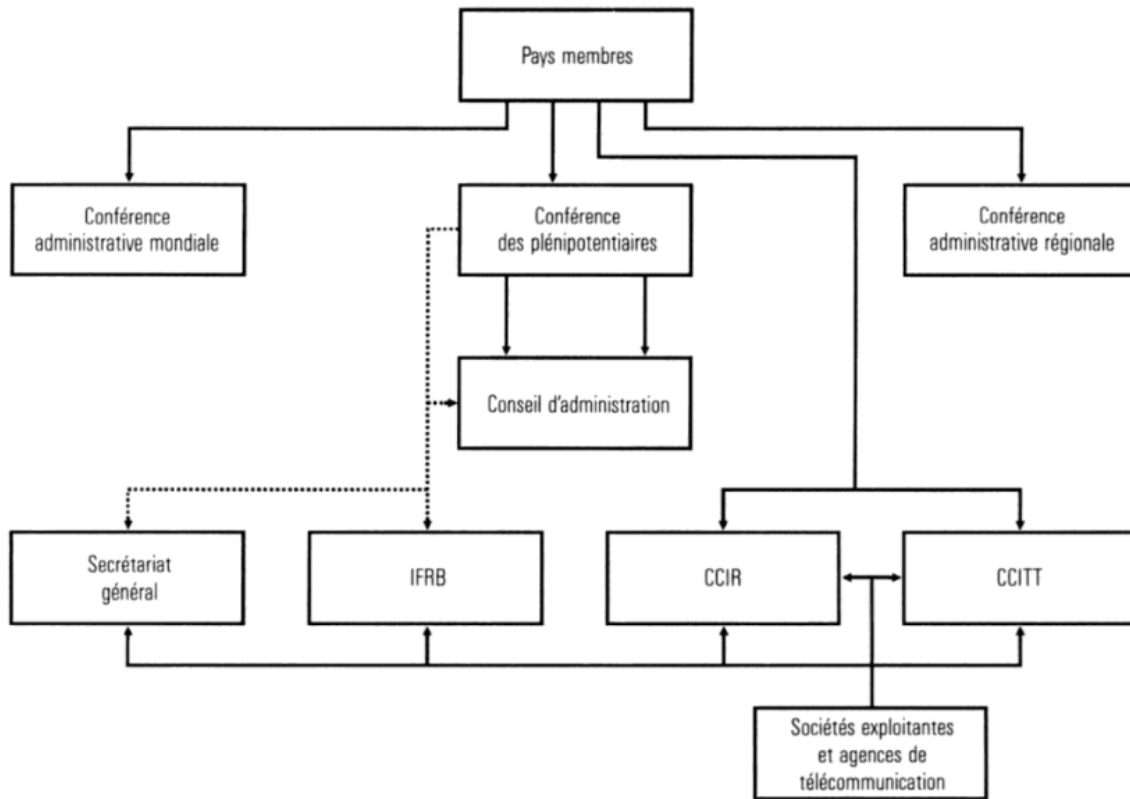 Pays membres
Conférence
administrative mondiale
Conférence
des plénipotentiaires
Conférence
administrative régionale
Conseil d'administration
Secrétariat
général
IFRB
CCIR
CCITT
Sociétés exploitantes
et agences de
télécommunication